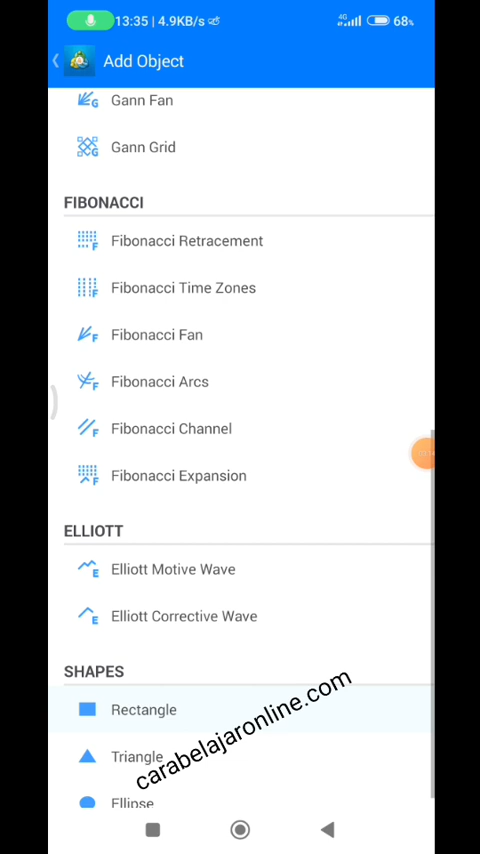 13:35 | 4.9KB/s
4G
68%
Add Object
Gann Fan
Gann Grid
FIBONACCI
Fibonacci Retracement
Fibonacci Time Zones
Fibonacci Fan
Fibonacci Arcs
Fibonacci Channel
Fibonacci Expansion
ELLIOTT
Elliott Motive Wave
Elliott Corrective Wave
SHAPES
Rectangle
Triangle
Ellipse
carabelajaronline.com